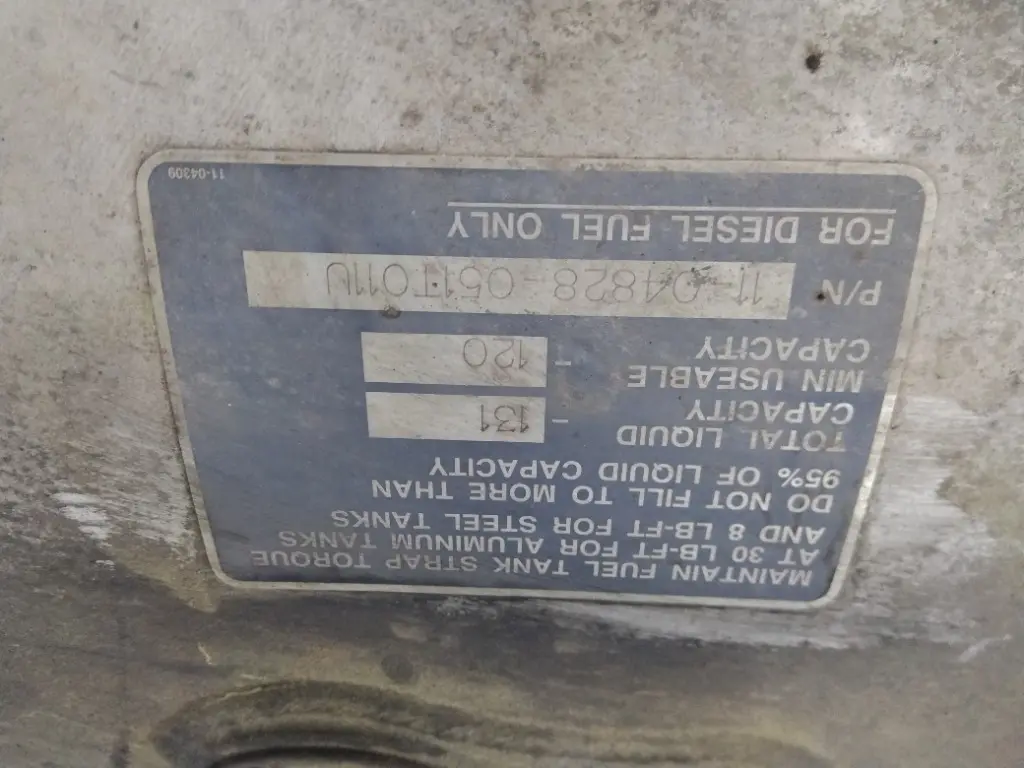 MAINTAIN FUEL TANK STRAP TORQUE
AT 30 LB-FT FOR ALUMINUM TANKS
AND 8 LB-FT FOR STEEL TANKS
DO NOT FILL TO MORE THAN
95% OF LIQUID CAPACITY
TOTAL LIQUID
CAPACITY - 131
MIN USEABLE
CAPACITY - 120
P/N 11-04828-051T011U
FOR DIESEL FUEL ONLY
11-04309